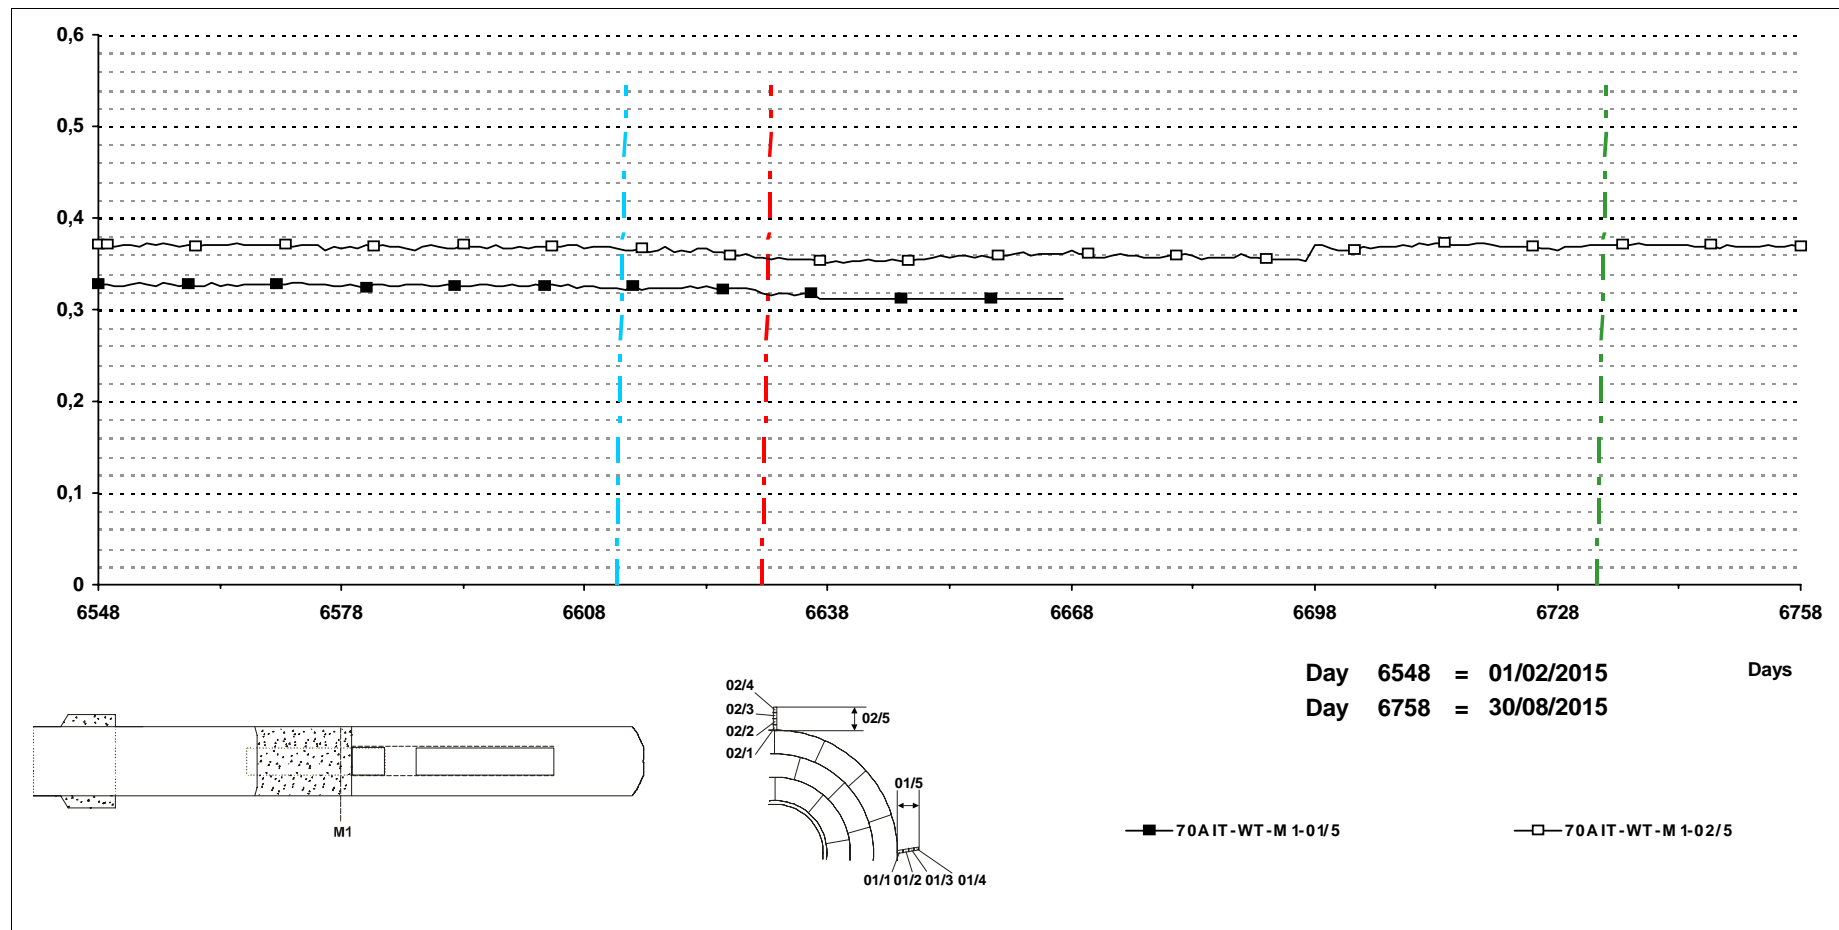 0,6
0,5
0,4
0,3
0,2
0,1
0
6548 6578 6608 6638 6668 6698 6728 6758
Days
Day 6548 = 01/02/2015
Day 6758 = 30/08/2015
M1
02/4
02/3
02/2
02/1
02/5
01/5
01/1 01/2 01/3 01/4
70AIT-WT-M1-01/5
70AIT-WT-M1-02/5